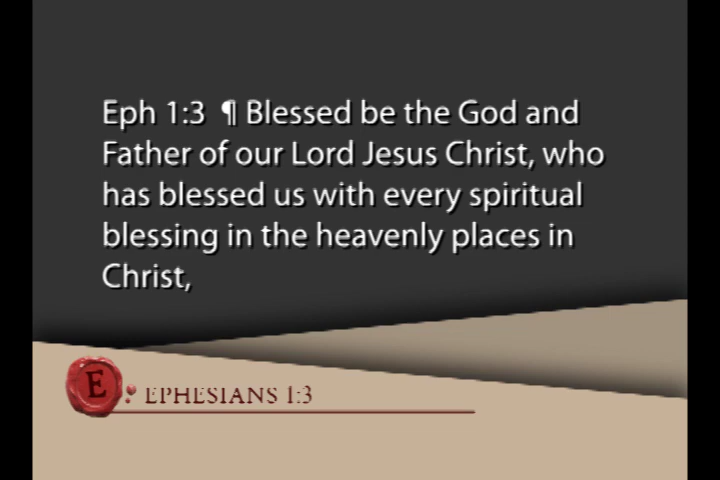 Eph 1:3 ¶ Blessed be the God and
Father of our Lord Jesus Christ, who
has blessed us with every spiritual
blessing in the heavenly places in
Christ,
E
EPHESIANS 1:3